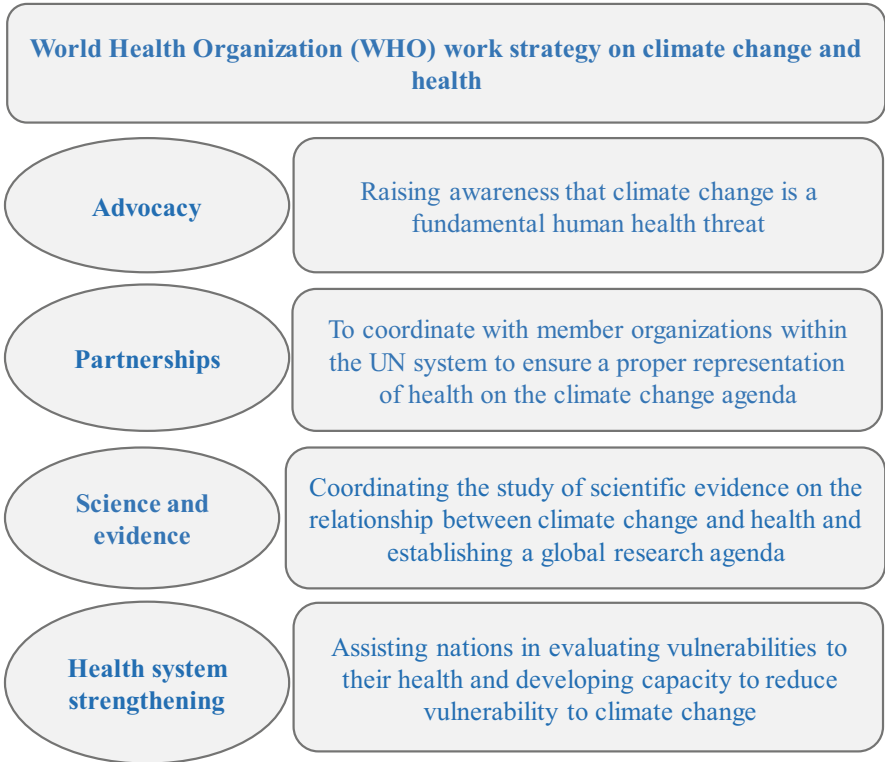 World Health Organization (WHO) work strategy on climate change and
health
Advocacy
Raising awareness that climate change is a
fundamental human health threat
Partnerships
To coordinate with member organizations within
the UN system to ensure a proper representation
of health on the climate change agenda
Science and
evidence
Coordinating the study of scientific evidence on the
relationship between climate change and health and
establishing a global research agenda
Health system
strengthening
Assisting nations in evaluating vulnerabilities to
their health and developing capacity to reduce
vulnerability to climate change